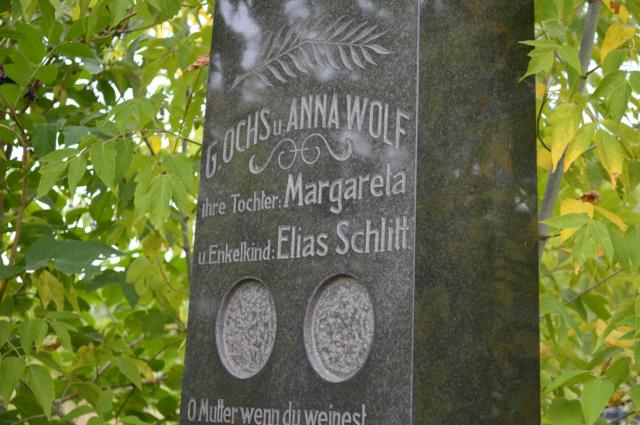 G. OCHS u. ANNA WOLF
ihre Tochter: Margareta
u. Enkelkind: Elias Schlitt.
O Mutter wenn du weinest